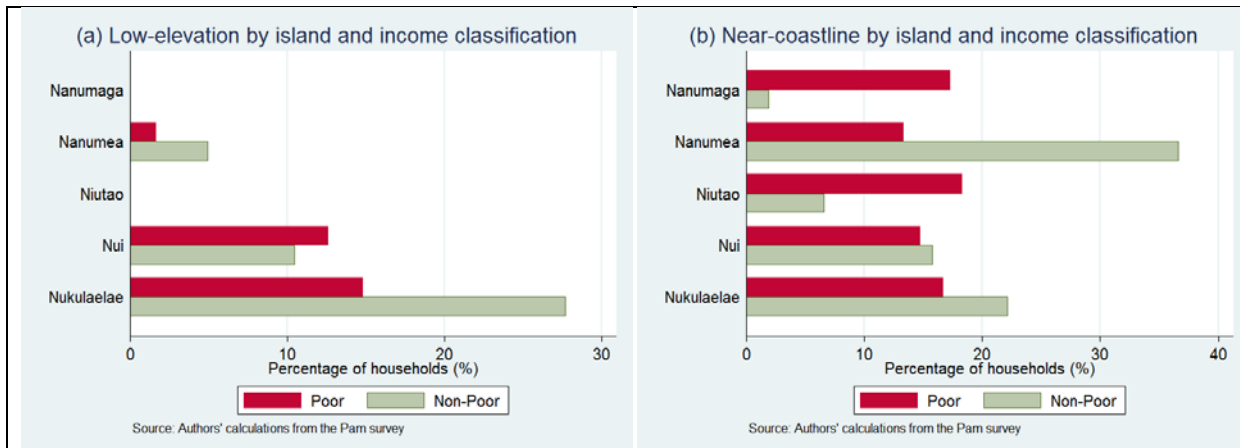 (a) Low-elevation by island and income classification
Nanumaga
Nanumea
Niutao
Nui
Nukulaelae
0 10 20 30
Percentage of households (%)
Poor Non-Poor
Source: Authors' calculations from the Pam survey
(b) Near-coastline by island and income classification
Nanumaga
Nanumea
Niutao
Nui
Nukulaelae
0 10 20 30 40
Percentage of households (%)
Poor Non-Poor
Source: Authors' calculations from the Pam survey